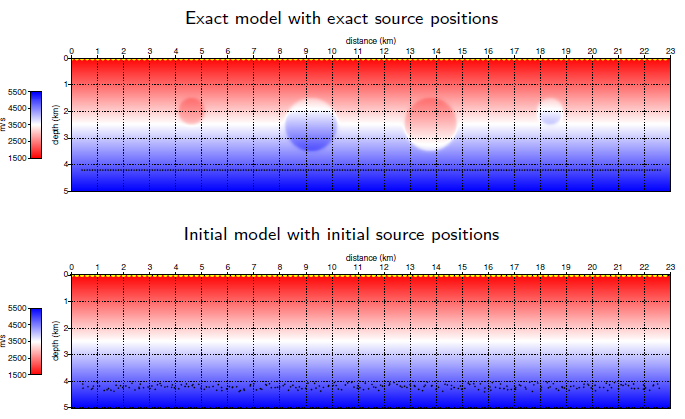 Exact model with exact source positions
distance (km)
0 1 2 3 4 5 6 7 8 9 10 11 12 13 14 15 16 17 18 19 20 21 22 23
0
1
2
3
4
5
depth (km)
5500
4500
3500
2500
1500
m/s
Initial model with initial source positions
distance (km)
0 1 2 3 4 5 6 7 8 9 10 11 12 13 14 15 16 17 18 19 20 21 22 23
0
1
2
3
4
5
depth (km)
5500
4500
3500
2500
1500
m/s